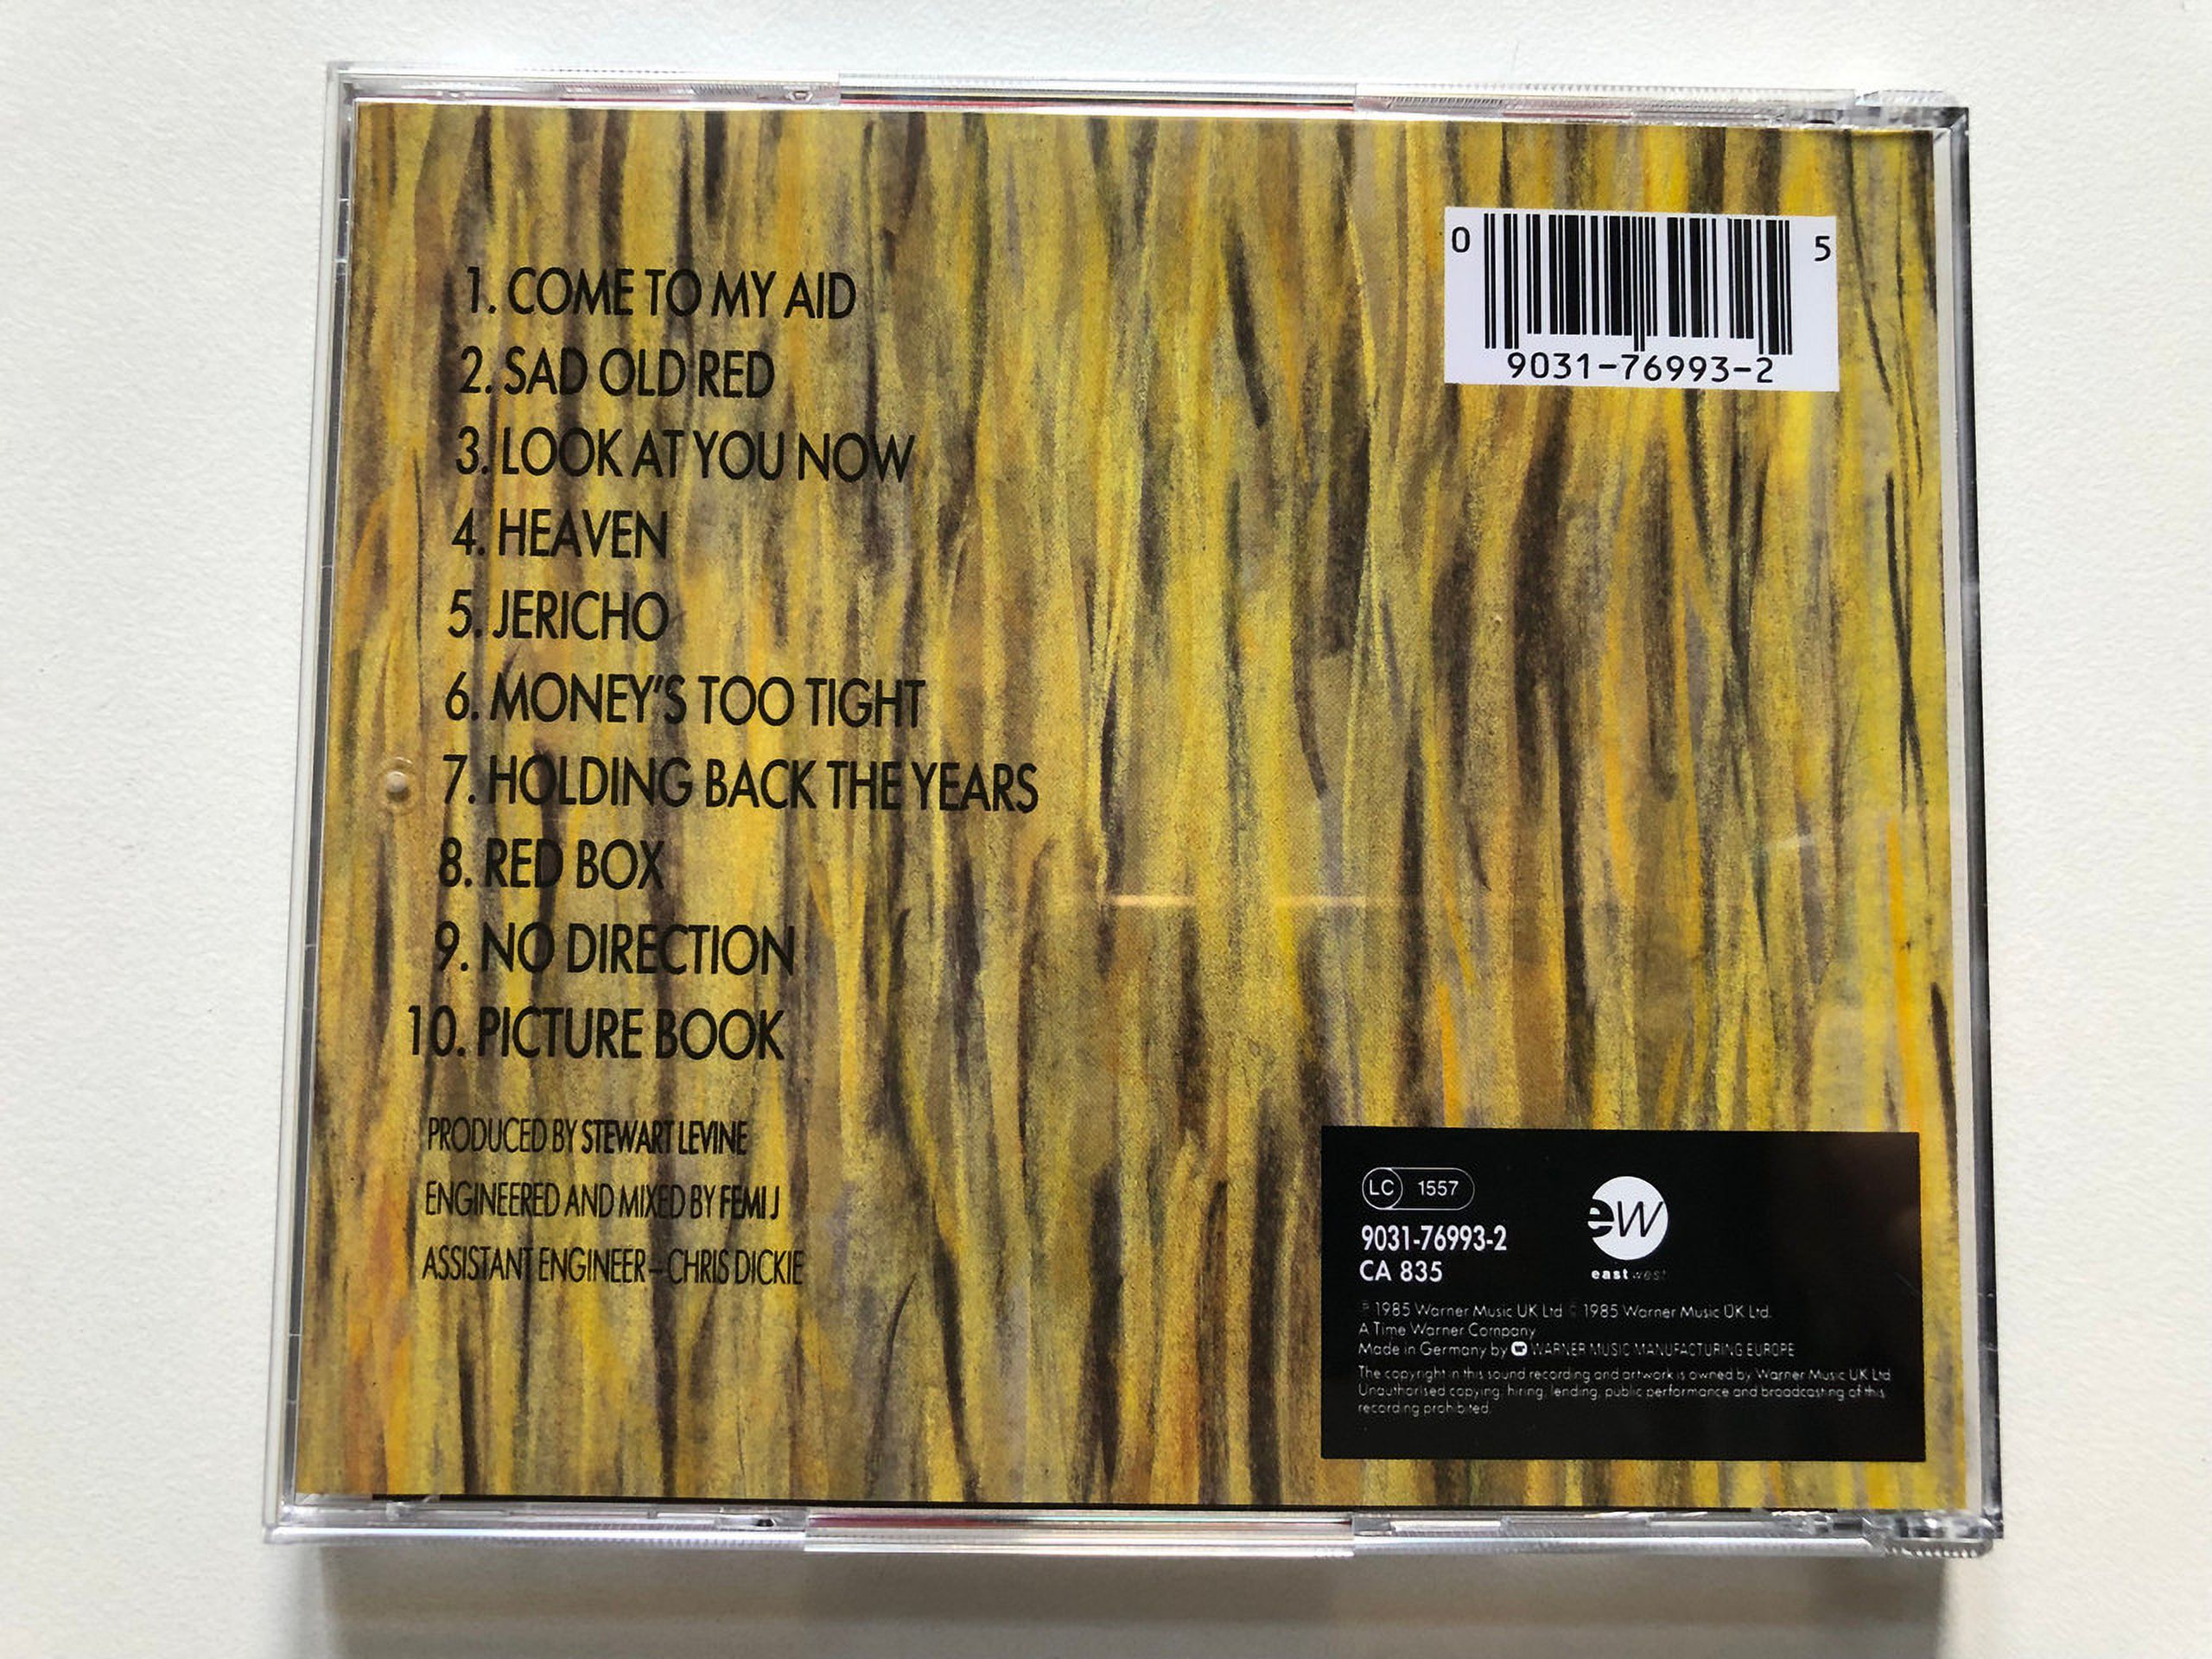 1. COME TO MY AID
2. SAD OLD RED
3. LOOK AT YOU NOW
4. HEAVEN
5. JERICHO
6. MONEY'S TOO TIGHT
7. HOLDING BACK THE YEARS
8. RED BOX
9. NO DIRECTION
10. PICTURE BOOK
PRODUCED BY STEWART LEVINE
ENGINEERED AND MIXED BY FEMI J
ASSISTANT ENGINEER – CHRIS DICKIE
0 5
9031-76993-2
LC 1557
9031-76993-2
CA 835
ew
eastwest
℗ 1985 Warner Music UK Ltd © 1985 Warner Music UK Ltd.
A Time Warner Company
Made in Germany by WARNER MUSIC MANUFACTURING EUROPE
The copyright in this sound recording and artwork is owned by Warner Music UK Ltd
Unauthorised copying, hiring, lending, public performance and broadcasting of this
recording prohibited.